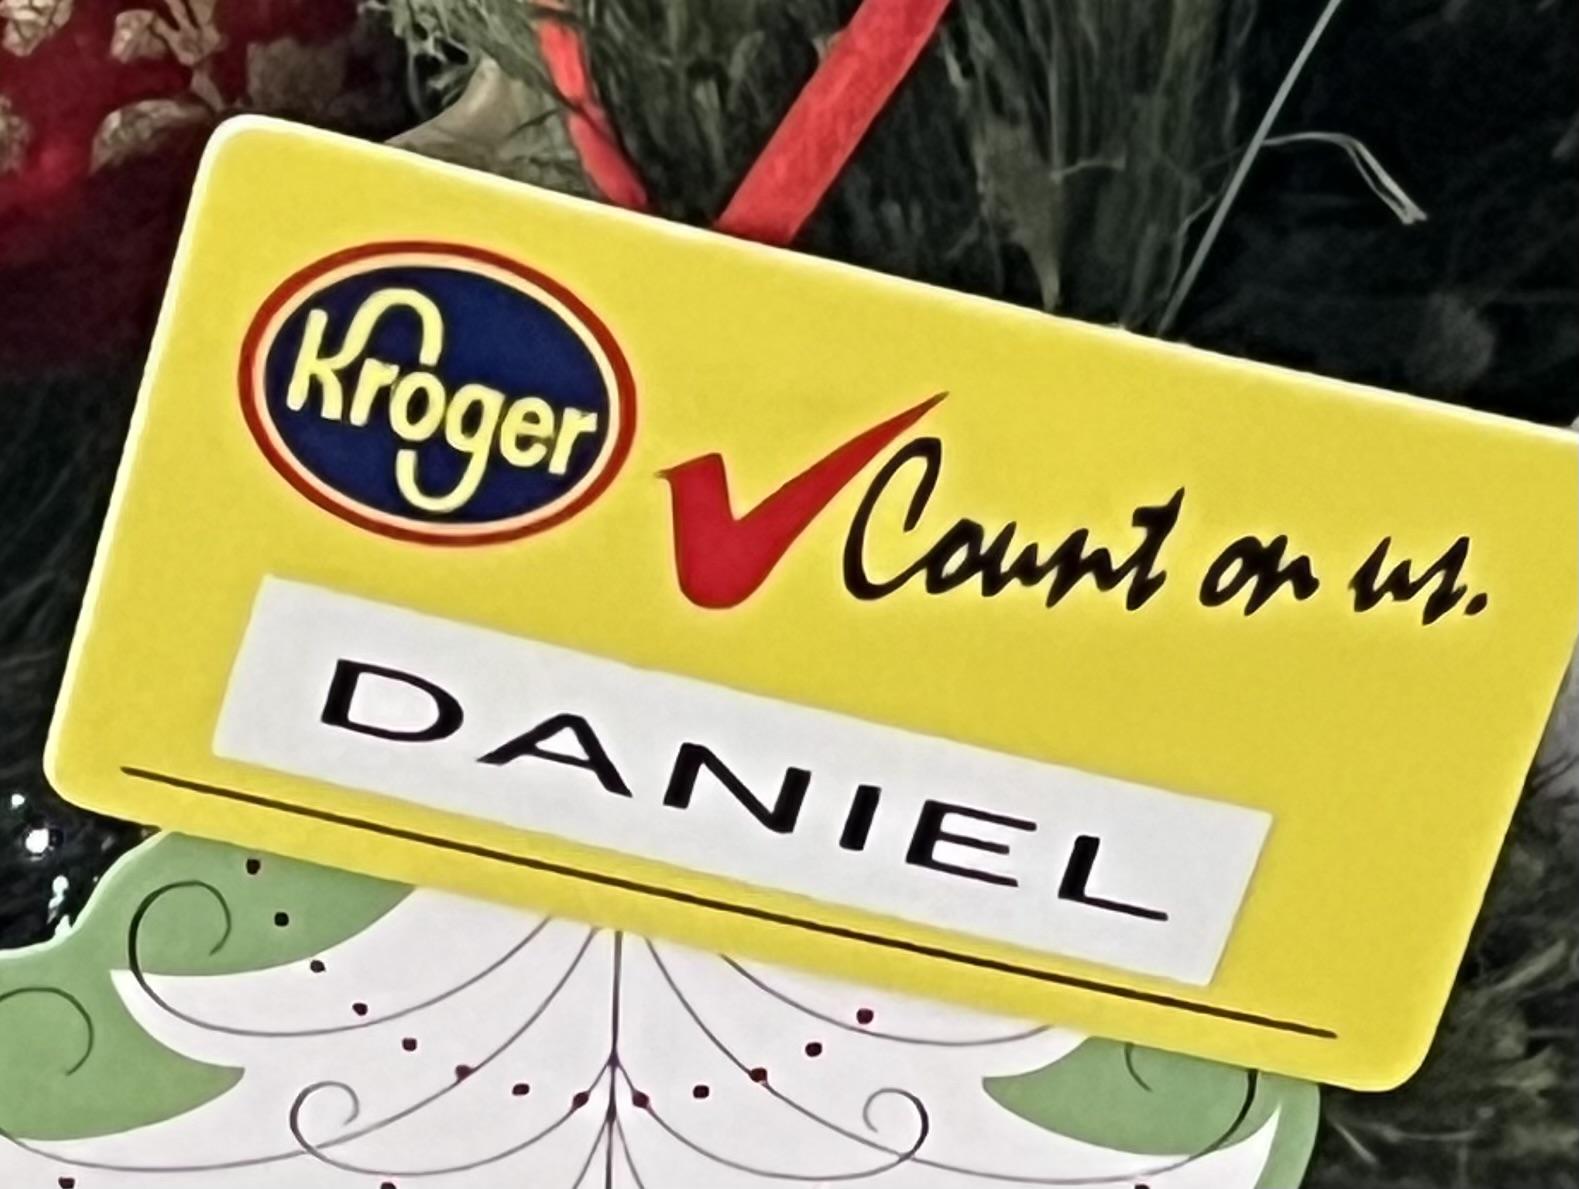 Kroger
Count on us.
DANIEL